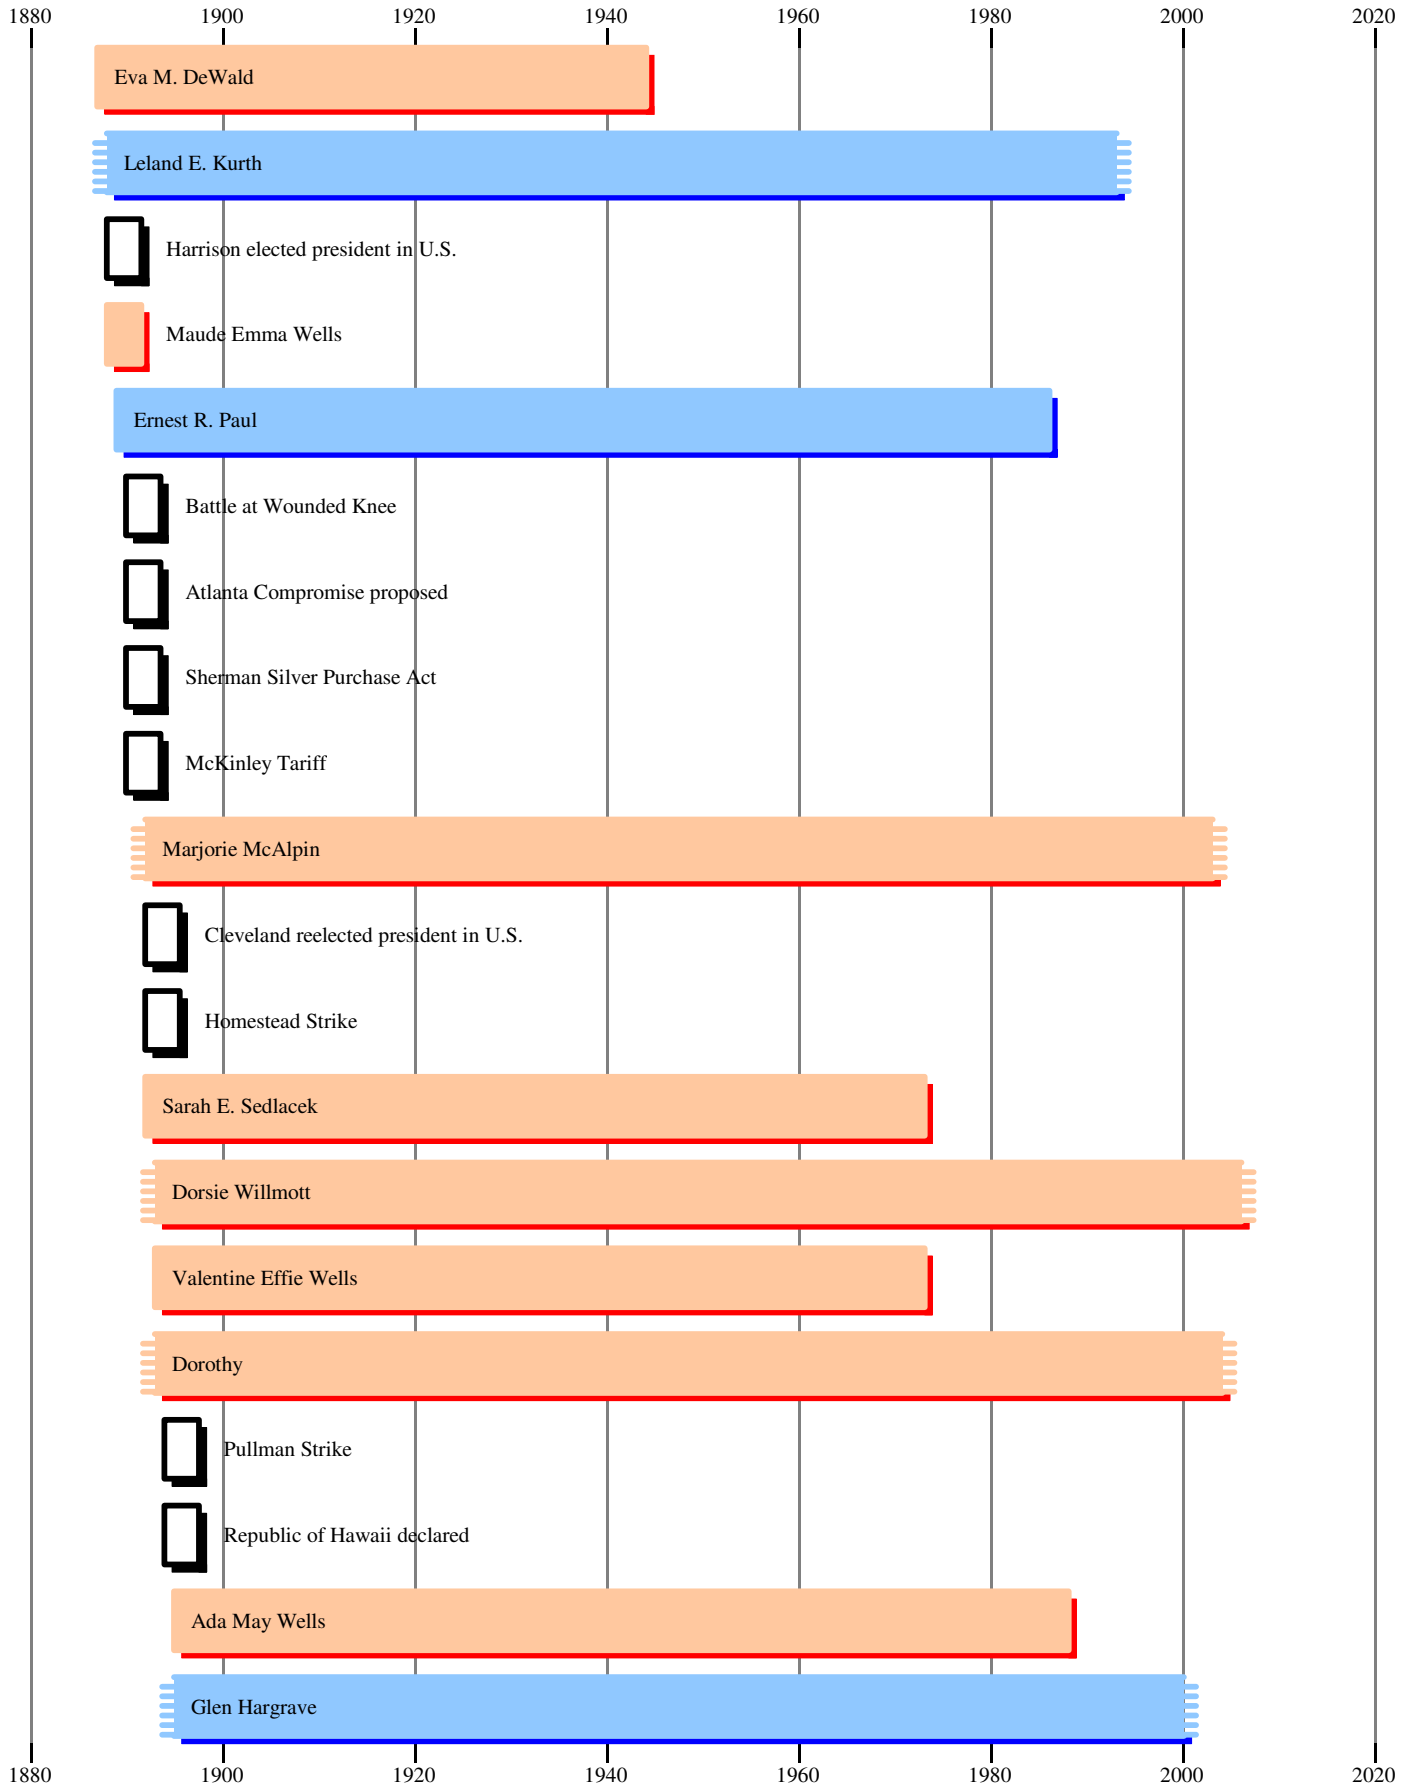 1880 1900 1920 1940 1960 1980 2000 2020
Eva M. DeWald
Leland E. Kurth
Harrison elected president in U.S.
Maude Emma Wells
Ernest R. Paul
Battle at Wounded Knee
Atlanta Compromise proposed
Sherman Silver Purchase Act
McKinley Tariff
Marjorie McAlpin
Cleveland reelected president in U.S.
Homestead Strike
Sarah E. Sedlacek
Dorsie Willmott
Valentine Effie Wells
Dorothy
Pullman Strike
Republic of Hawaii declared
Ada May Wells
Glen Hargrave
1880 1900 1920 1940 1960 1980 2000 2020